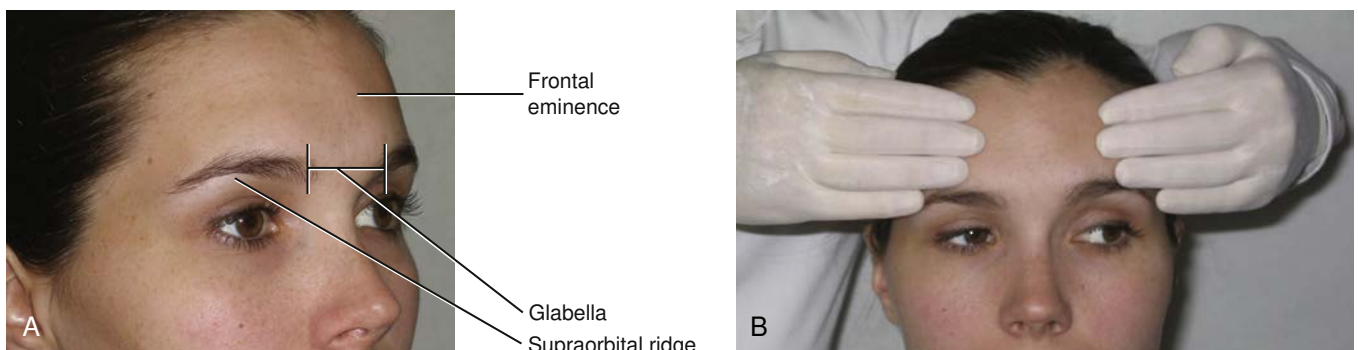 Frontal
eminence
Glabella
Supraorbital ridge
A
B